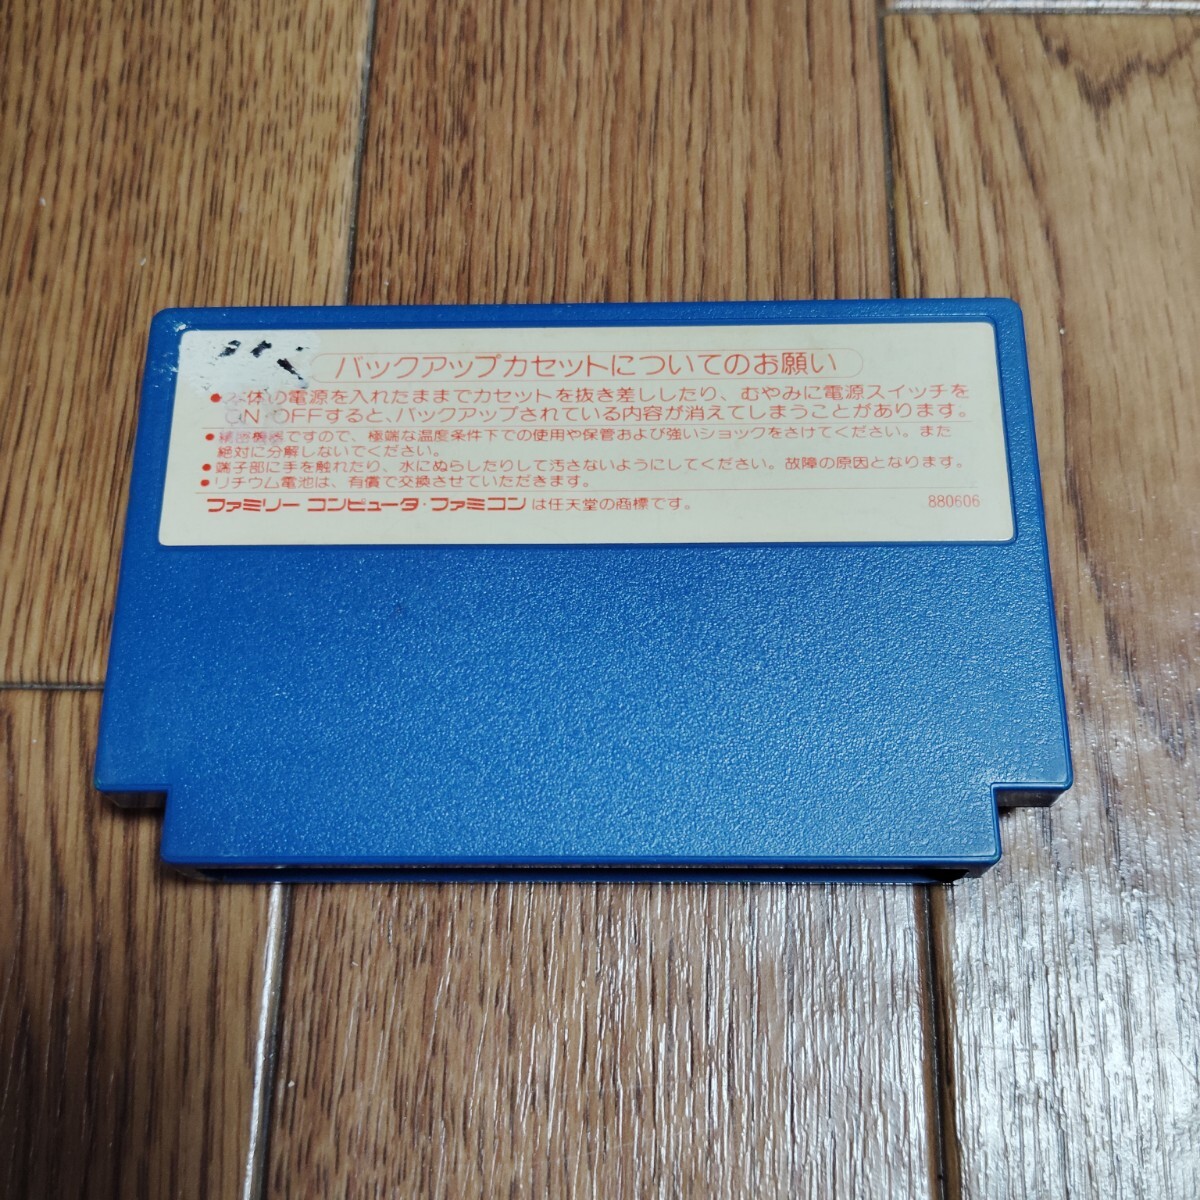 バックアップカセットについてのお願い
●本体の電源を入れたままでカセットを抜き差ししたり、むやみに電源スイッチを
ON・OFFすると、バックアップされている内容が消えてしまうことがあります。
●精密機器ですので、極端な温度条件下での使用や保管および強いショックをさけてください。また
絶対に分解しないでください。
●端子部に手を触れたり、水にぬらしたりして汚さないようにしてください。故障の原因となります。
●リチウム電池は、有償で交換させていただきます。
ファミリー コンピュータ・ファミコンは任天堂の商標です。 880606